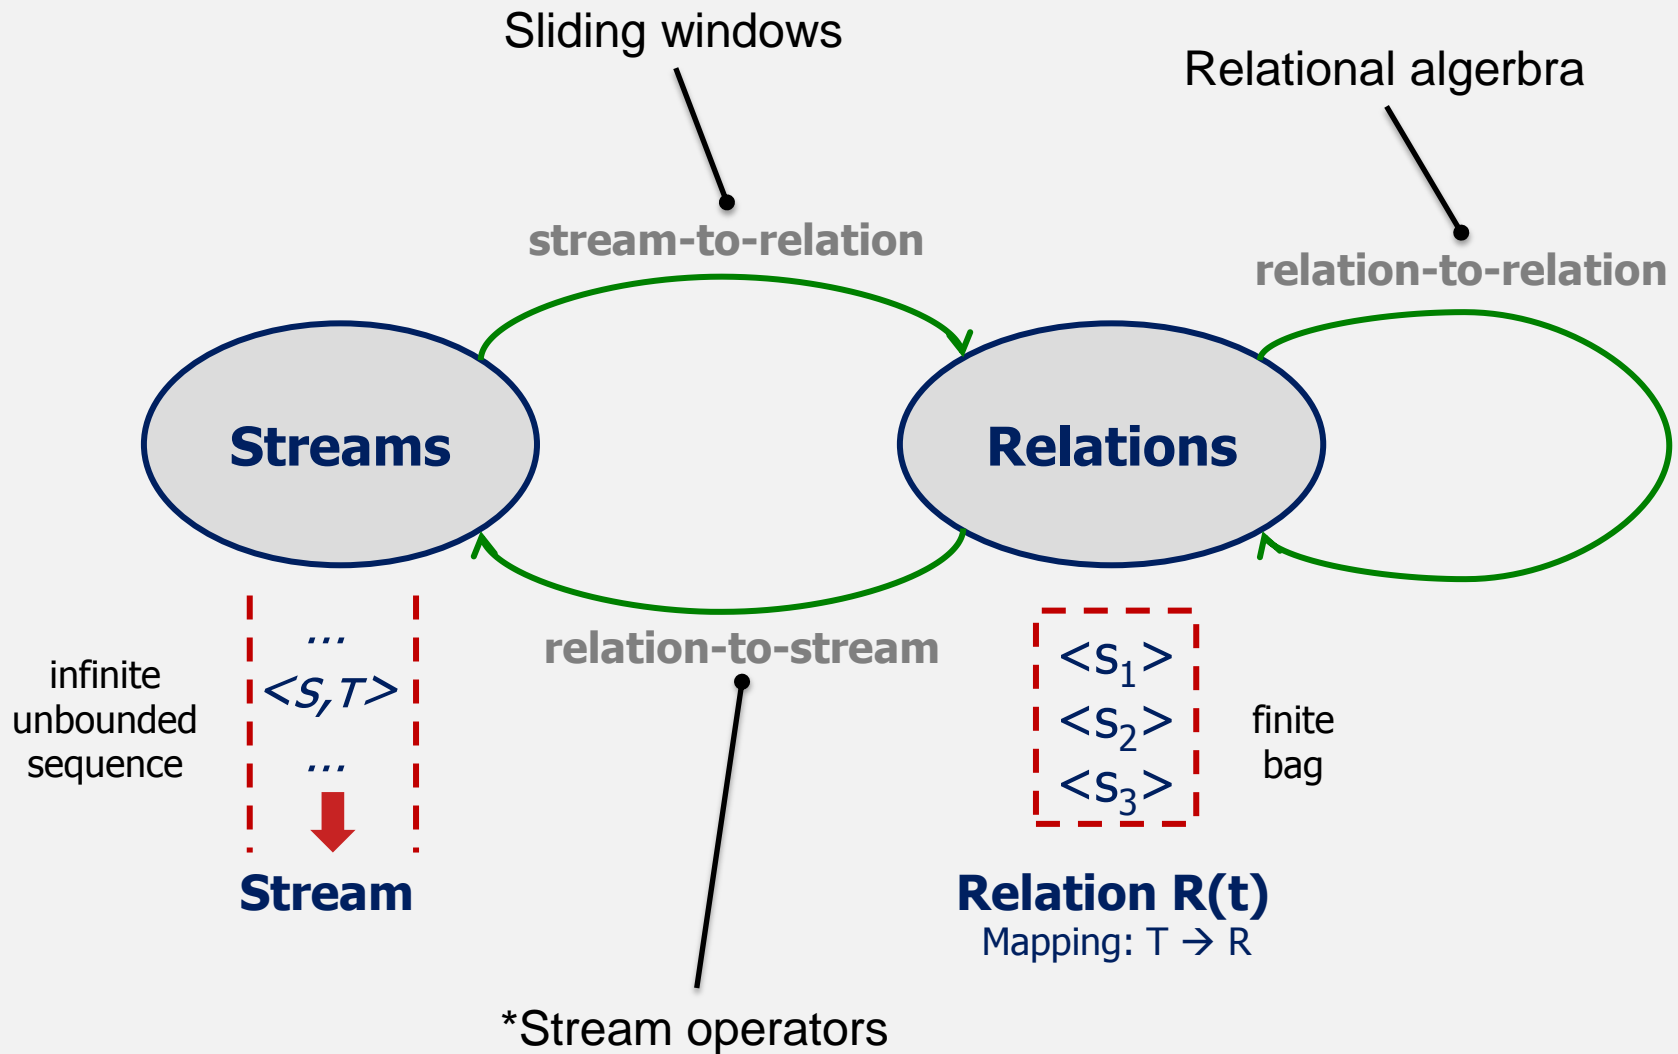 Sliding windows
Relational algerbra
stream-to-relation
relation-to-relation
Streams
Relations
relation-to-stream
infinite
unbounded
sequence
...
<s,τ>
...
Stream
<s₁>
<s₂>
<s₃>
finite
bag
Relation R(t)
Mapping: T → R
*Stream operators